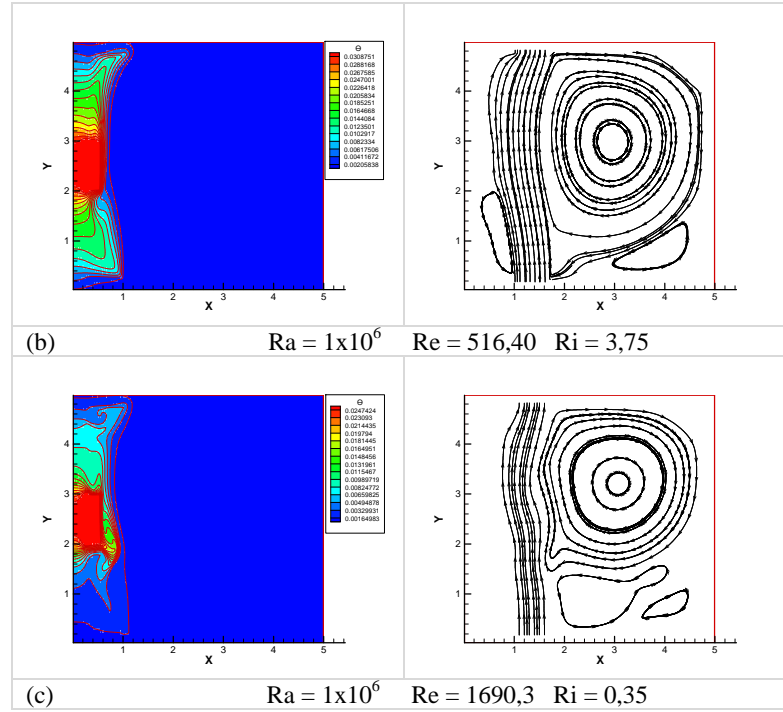 Θ
0.0308751
0.0288168
0.0267585
0.0247001
0.0226418
0.0205834
0.0185251
0.0164668
0.0144084
0.0123501
0.0102917
0.0082334
0.00617506
0.00411672
0.00205838
Y
4
3
2
1
1 2 3 4 5
X
Y
4
3
2
1
1 2 3 4 5
X
(b) Ra = 1x10⁶ Re = 516,40 Ri = 3,75
Θ
0.0247424
0.023093
0.0214435
0.019794
0.0181445
0.0164951
0.0148456
0.0131961
0.0115467
0.00989719
0.00824772
0.00659825
0.00494878
0.00329931
0.00164983
Y
4
3
2
1
1 2 3 4 5
X
Y
4
3
2
1
1 2 3 4 5
X
(c) Ra = 1x10⁶ Re = 1690,3 Ri = 0,35